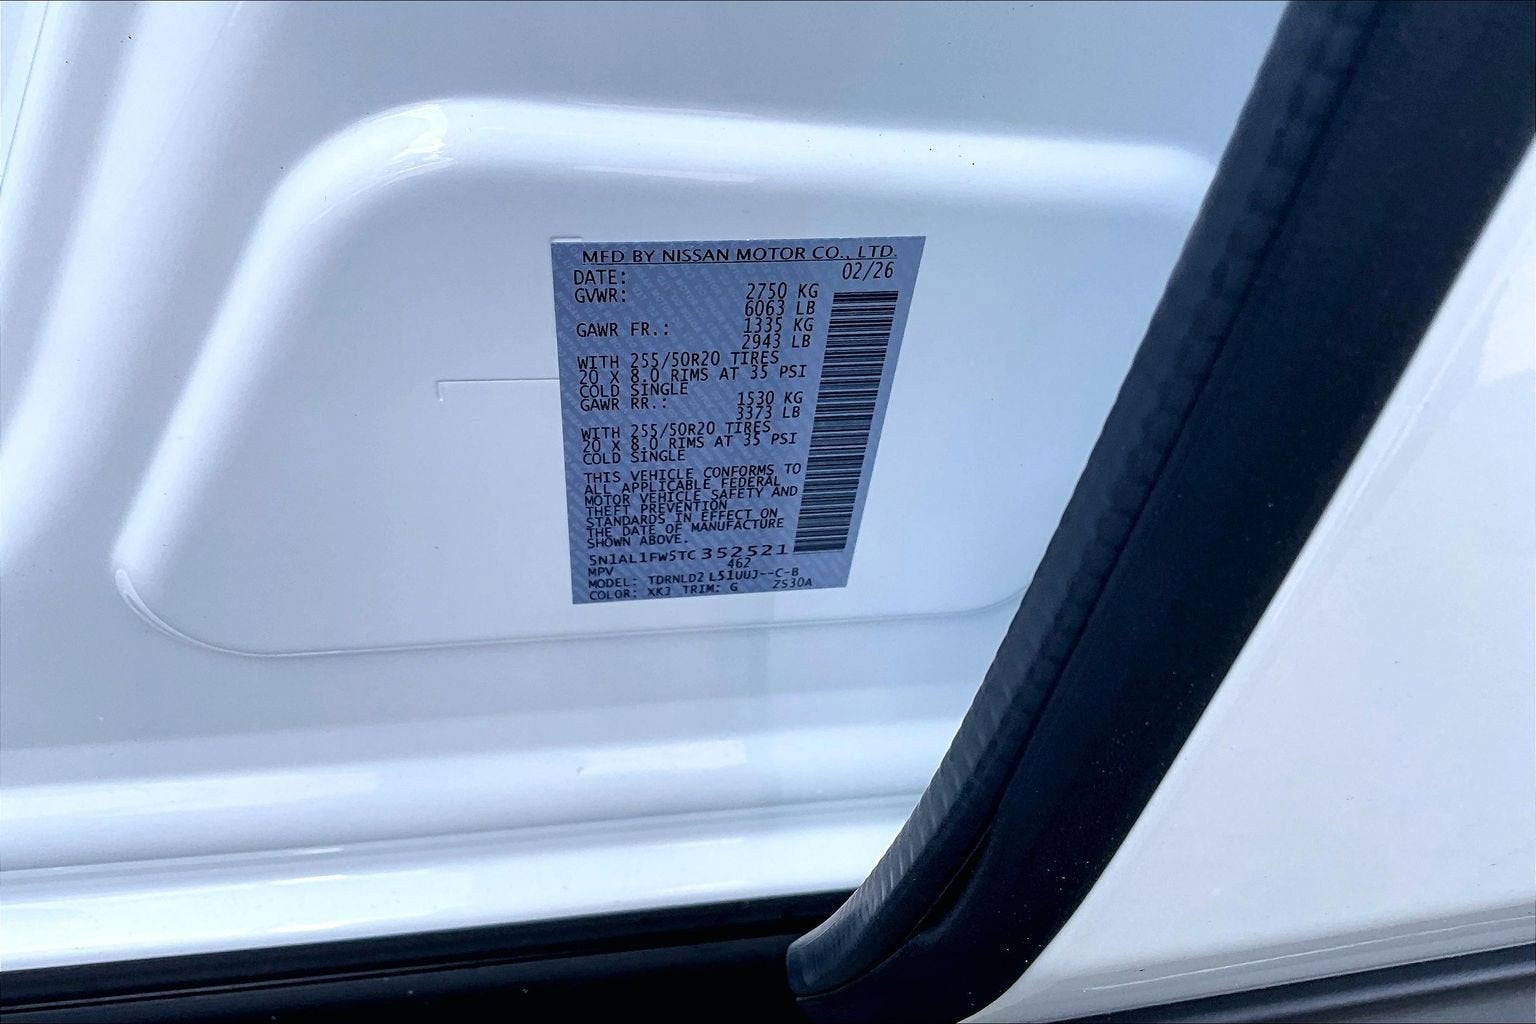 MFD BY NISSAN MOTOR CO., LTD.
DATE: 02/26
GVWR: 2750 KG
6063 LB
GAWR FR.: 1335 KG
2943 LB
WITH 255/50R20 TIRES
20 X 8.0 RIMS AT 35 PSI
COLD SINGLE
GAWR RR.: 1530 KG
3373 LB
WITH 255/50R20 TIRES
20 X 8.0 RIMS AT 35 PSI
COLD SINGLE
THIS VEHICLE CONFORMS TO
ALL APPLICABLE FEDERAL
MOTOR VEHICLE SAFETY AND
THEFT PREVENTION
STANDARDS IN EFFECT ON
THE DATE OF MANUFACTURE
SHOWN ABOVE.
5N1AL1FW5TC352521
MPV 462
MODEL: TDRNLD2 L51UUJ--C-B
COLOR: XKJ TRIM: G ZS30A